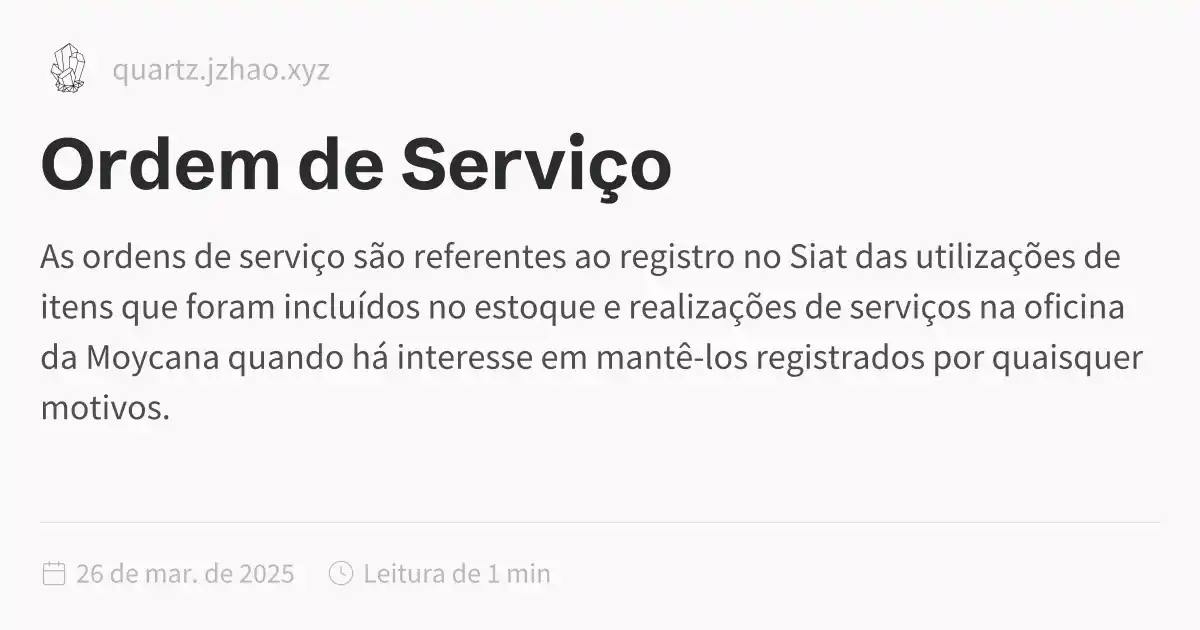 quartz.jzhao.xyz
Ordem de Serviço
As ordens de serviço são referentes ao registro no Siat das utilizações de
itens que foram incluídos no estoque e realizações de serviços na oficina
da Moycana quando há interesse em mantê-los registrados por quaisquer
motivos.
26 de mar. de 2025 Leitura de 1 min